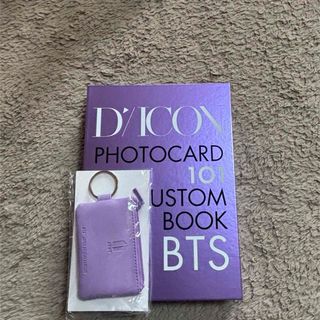 D'/ICON
PHOTOCARD
101
USTOM
BOOK
BTS